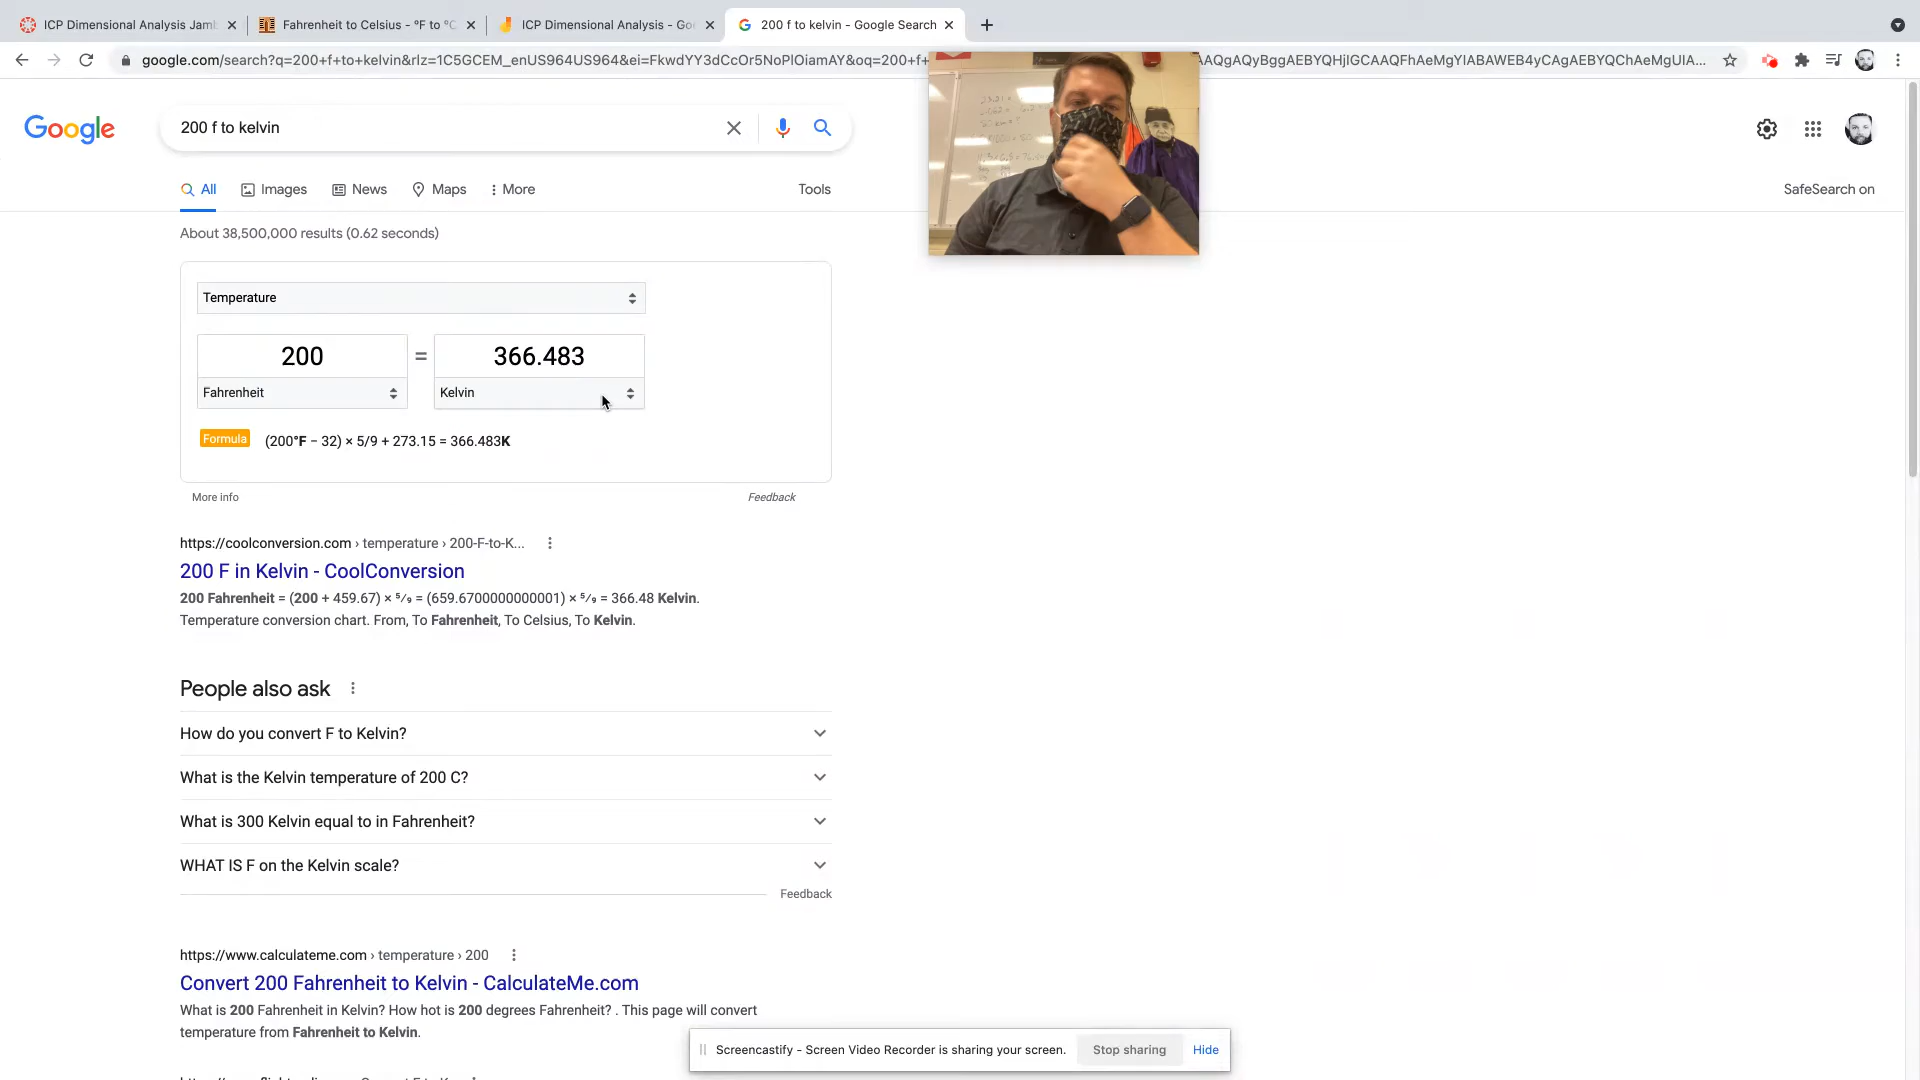 ICP Dimensional Analysis Jamb
Fahrenheit to Celsius - °F to °C
ICP Dimensional Analysis - Goo
200 f to kelvin - Google Search
google.com/search?q=200+f+to+kelvin&rlz=1C5GCEM_enUS964US964&ei=FkwdYY3dCcOr5NoPlOiamAY&oq=200+f+
AAQgAQyBggAEBYQHjIGCAAQFhAeMgYIABAWEB4yCAgAEBYQChAeMgUIA...
Google
200 f to kelvin
All
Images
News
Maps
More
Tools
SafeSearch on
About 38,500,000 results (0.62 seconds)
Temperature
200 = 366.483
Fahrenheit
Kelvin
Formula
(200°F − 32) × 5/9 + 273.15 = 366.483K
More info
Feedback
https://coolconversion.com › temperature › 200-F-to-K...
200 F in Kelvin - CoolConversion
200 Fahrenheit = (200 + 459.67) × ⁵/₉ = (659.6700000000001) × ⁵/₉ = 366.48 Kelvin.
Temperature conversion chart. From, To Fahrenheit, To Celsius, To Kelvin.
People also ask
How do you convert F to Kelvin?
What is the Kelvin temperature of 200 C?
What is 300 Kelvin equal to in Fahrenheit?
WHAT IS F on the Kelvin scale?
Feedback
https://www.calculateme.com › temperature › 200
Convert 200 Fahrenheit to Kelvin - CalculateMe.com
What is 200 Fahrenheit in Kelvin? How hot is 200 degrees Fahrenheit? . This page will convert
temperature from Fahrenheit to Kelvin.
Screencastify - Screen Video Recorder is sharing your screen.
Stop sharing
Hide